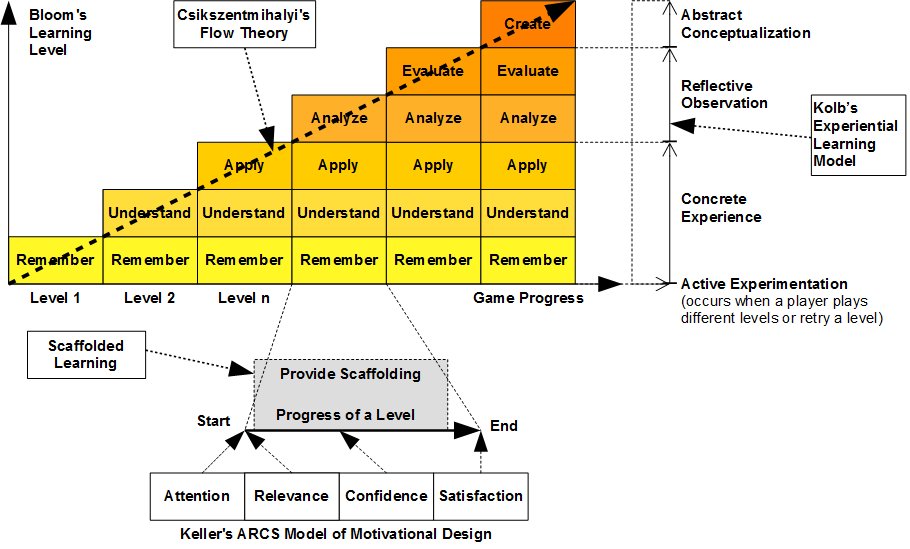 Bloom's
Learning
Level
Csikszentmihalyi's
Flow Theory
Create
Abstract
Conceptualization
Evaluate
Evaluate
Reflective
Observation
Analyze
Analyze
Analyze
Kolb's
Experiential
Learning
Model
Apply
Apply
Apply
Apply
Understand
Understand
Understand
Understand
Understand
Concrete
Experience
Remember
Remember
Remember
Remember
Remember
Remember
Level 1
Level 2
Level n
Game Progress
Active Experimentation
(occurs when a player plays
different levels or retry a level)
Scaffolded
Learning
Provide Scaffolding
Progress of a Level
Start
End
Attention
Relevance
Confidence
Satisfaction
Keller's ARCS Model of Motivational Design